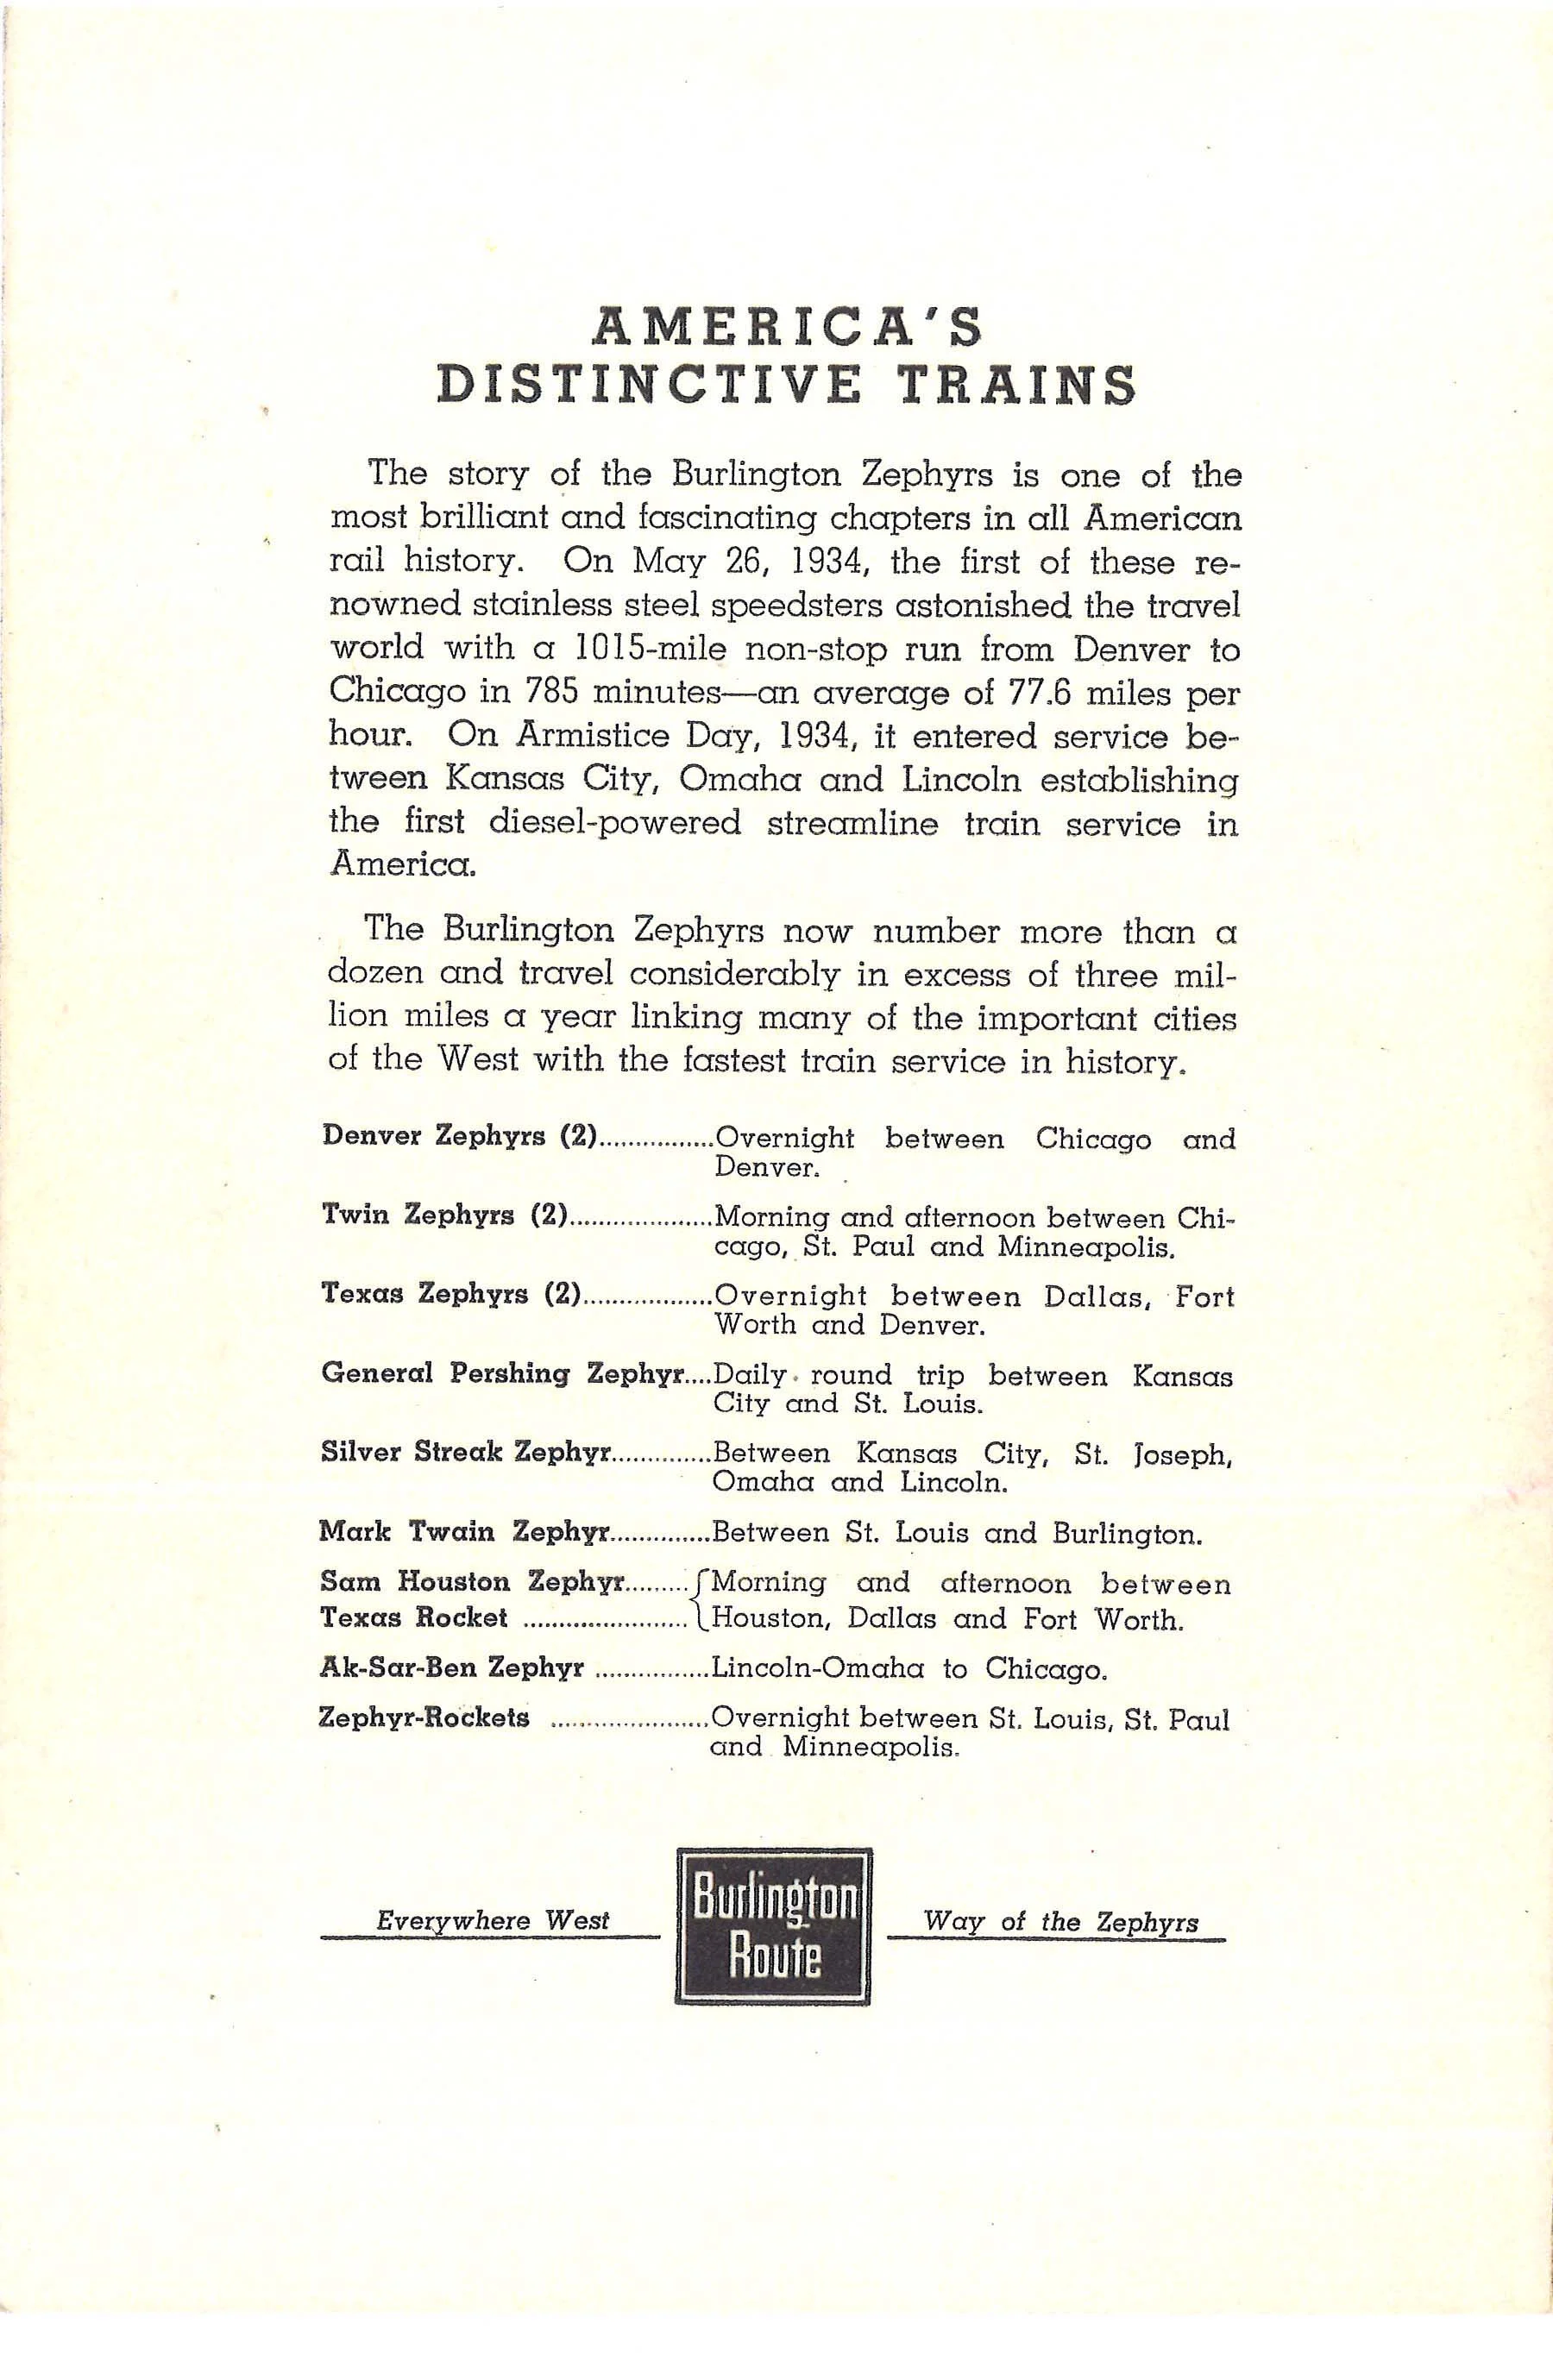 AMERICA'S
DISTINCTIVE TRAINS
The story of the Burlington Zephyrs is one of the
most brilliant and fascinating chapters in all American
rail history. On May 26, 1934, the first of these re-
nowned stainless steel speedsters astonished the travel
world with a 1015-mile non-stop run from Denver to
Chicago in 785 minutes—an average of 77.6 miles per
hour. On Armistice Day, 1934, it entered service be-
tween Kansas City, Omaha and Lincoln establishing
the first diesel-powered streamline train service in
America.
The Burlington Zephyrs now number more than a
dozen and travel considerably in excess of three mil-
lion miles a year linking many of the important cities
of the West with the fastest train service in history.
Denver Zephyrs (2)................Overnight between Chicago and
Denver.
Twin Zephyrs (2)....................Morning and afternoon between Chi-
cago, St. Paul and Minneapolis.
Texas Zephyrs (2)..................Overnight between Dallas, Fort
Worth and Denver.
General Pershing Zephyr....Daily round trip between Kansas
City and St. Louis.
Silver Streak Zephyr..............Between Kansas City, St. Joseph,
Omaha and Lincoln.
Mark Twain Zephyr..............Between St. Louis and Burlington.
Sam Houston Zephyr.........{Morning and afternoon between
Texas Rocket .......................{Houston, Dallas and Fort Worth.
Ak-Sar-Ben Zephyr ................Lincoln-Omaha to Chicago.
Zephyr-Rockets ......................Overnight between St. Louis, St. Paul
and Minneapolis.
Everywhere West
Burlington
Route
Way of the Zephyrs